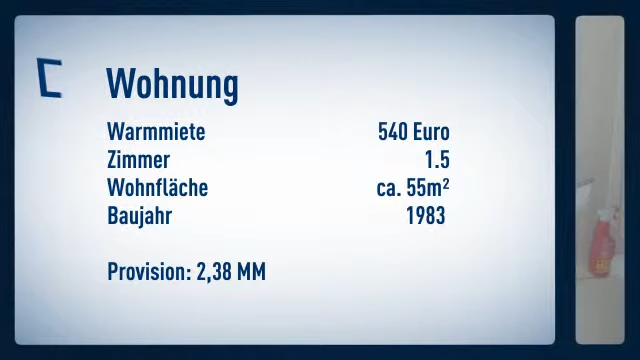 Wohnung
Warmmiete 540 Euro
Zimmer 1.5
Wohnfläche ca. 55m²
Baujahr 1983
Provision: 2,38 MM